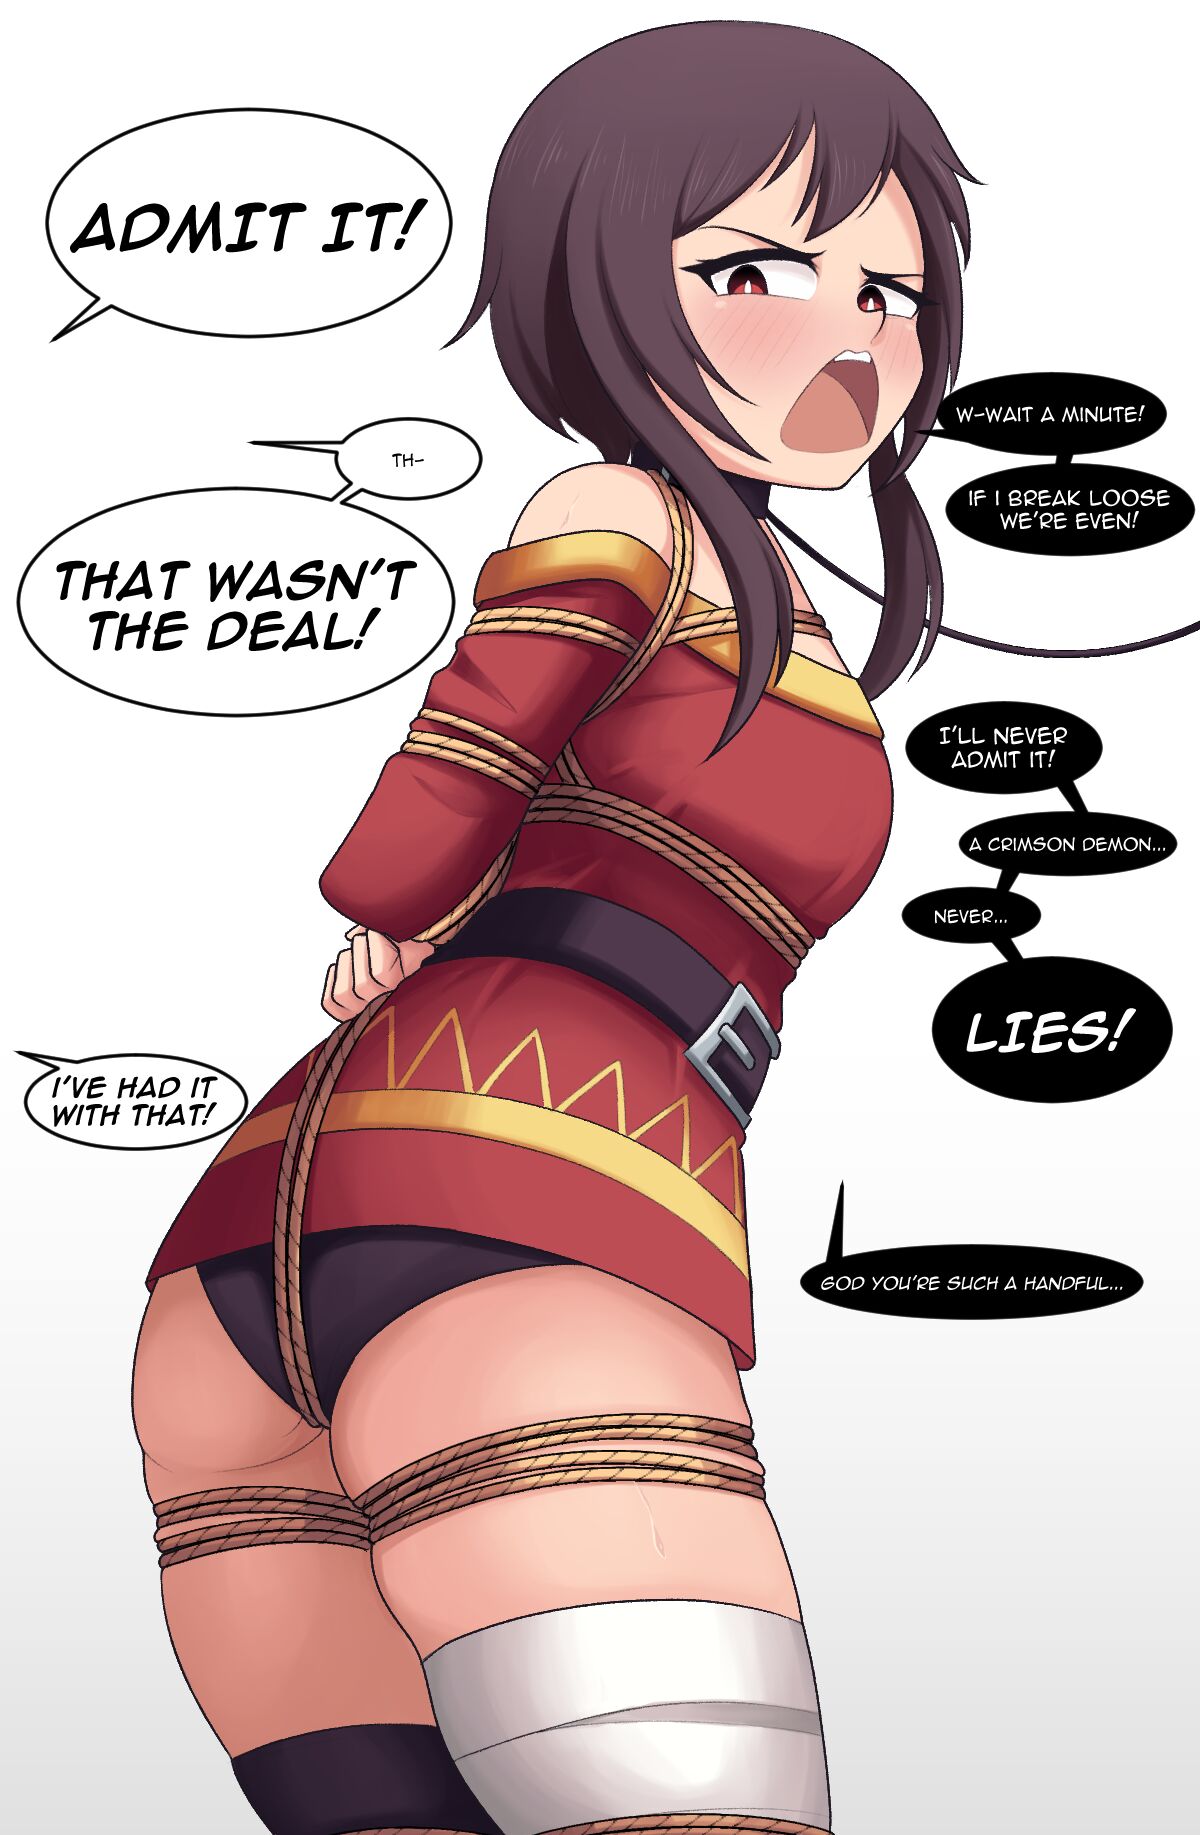 ADMIT IT!
W-WAIT A MINUTE!
IF I BREAK LOOSE
WE'RE EVEN!
TH-
THAT WASN'T
THE DEAL!
I'LL NEVER
ADMIT IT!
A CRIMSON DEMON...
NEVER...
LIES!
I'VE HAD IT
WITH THAT!
GOD YOU'RE SUCH A HANDFUL...